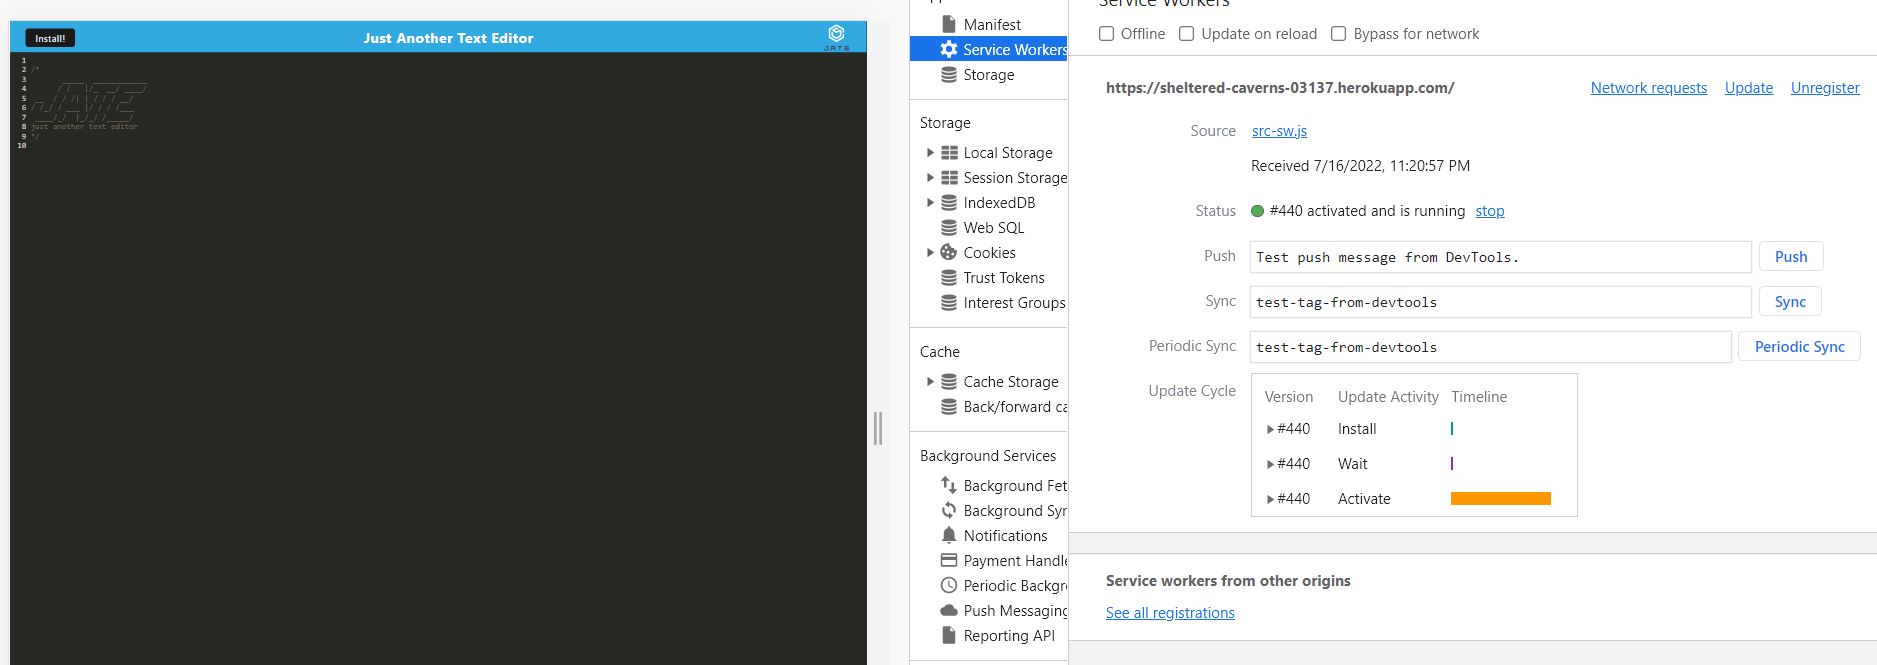 Install!
Just Another Text Editor
J.A.T.E
1
2 /*
3
4
5
6
7
8 just another text editor
9 */
10
Manifest
Service Workers
Storage
Storage
Local Storage
Session Storage
IndexedDB
Web SQL
Cookies
Trust Tokens
Interest Groups
Cache
Cache Storage
Back/forward ca
Background Services
Background Fet
Background Syn
Notifications
Payment Handle
Periodic Backgr
Push Messaging
Reporting API
Service Workers
Offline Update on reload Bypass for network
https://sheltered-caverns-03137.herokuapp.com/ Network requests Update Unregister
Source src-sw.js
Received 7/16/2022, 11:20:57 PM
Status #440 activated and is running stop
Push Test push message from DevTools. Push
Sync test-tag-from-devtools Sync
Periodic Sync test-tag-from-devtools Periodic Sync
Update Cycle Version Update Activity Timeline
#440 Install
#440 Wait
#440 Activate
Service workers from other origins
See all registrations